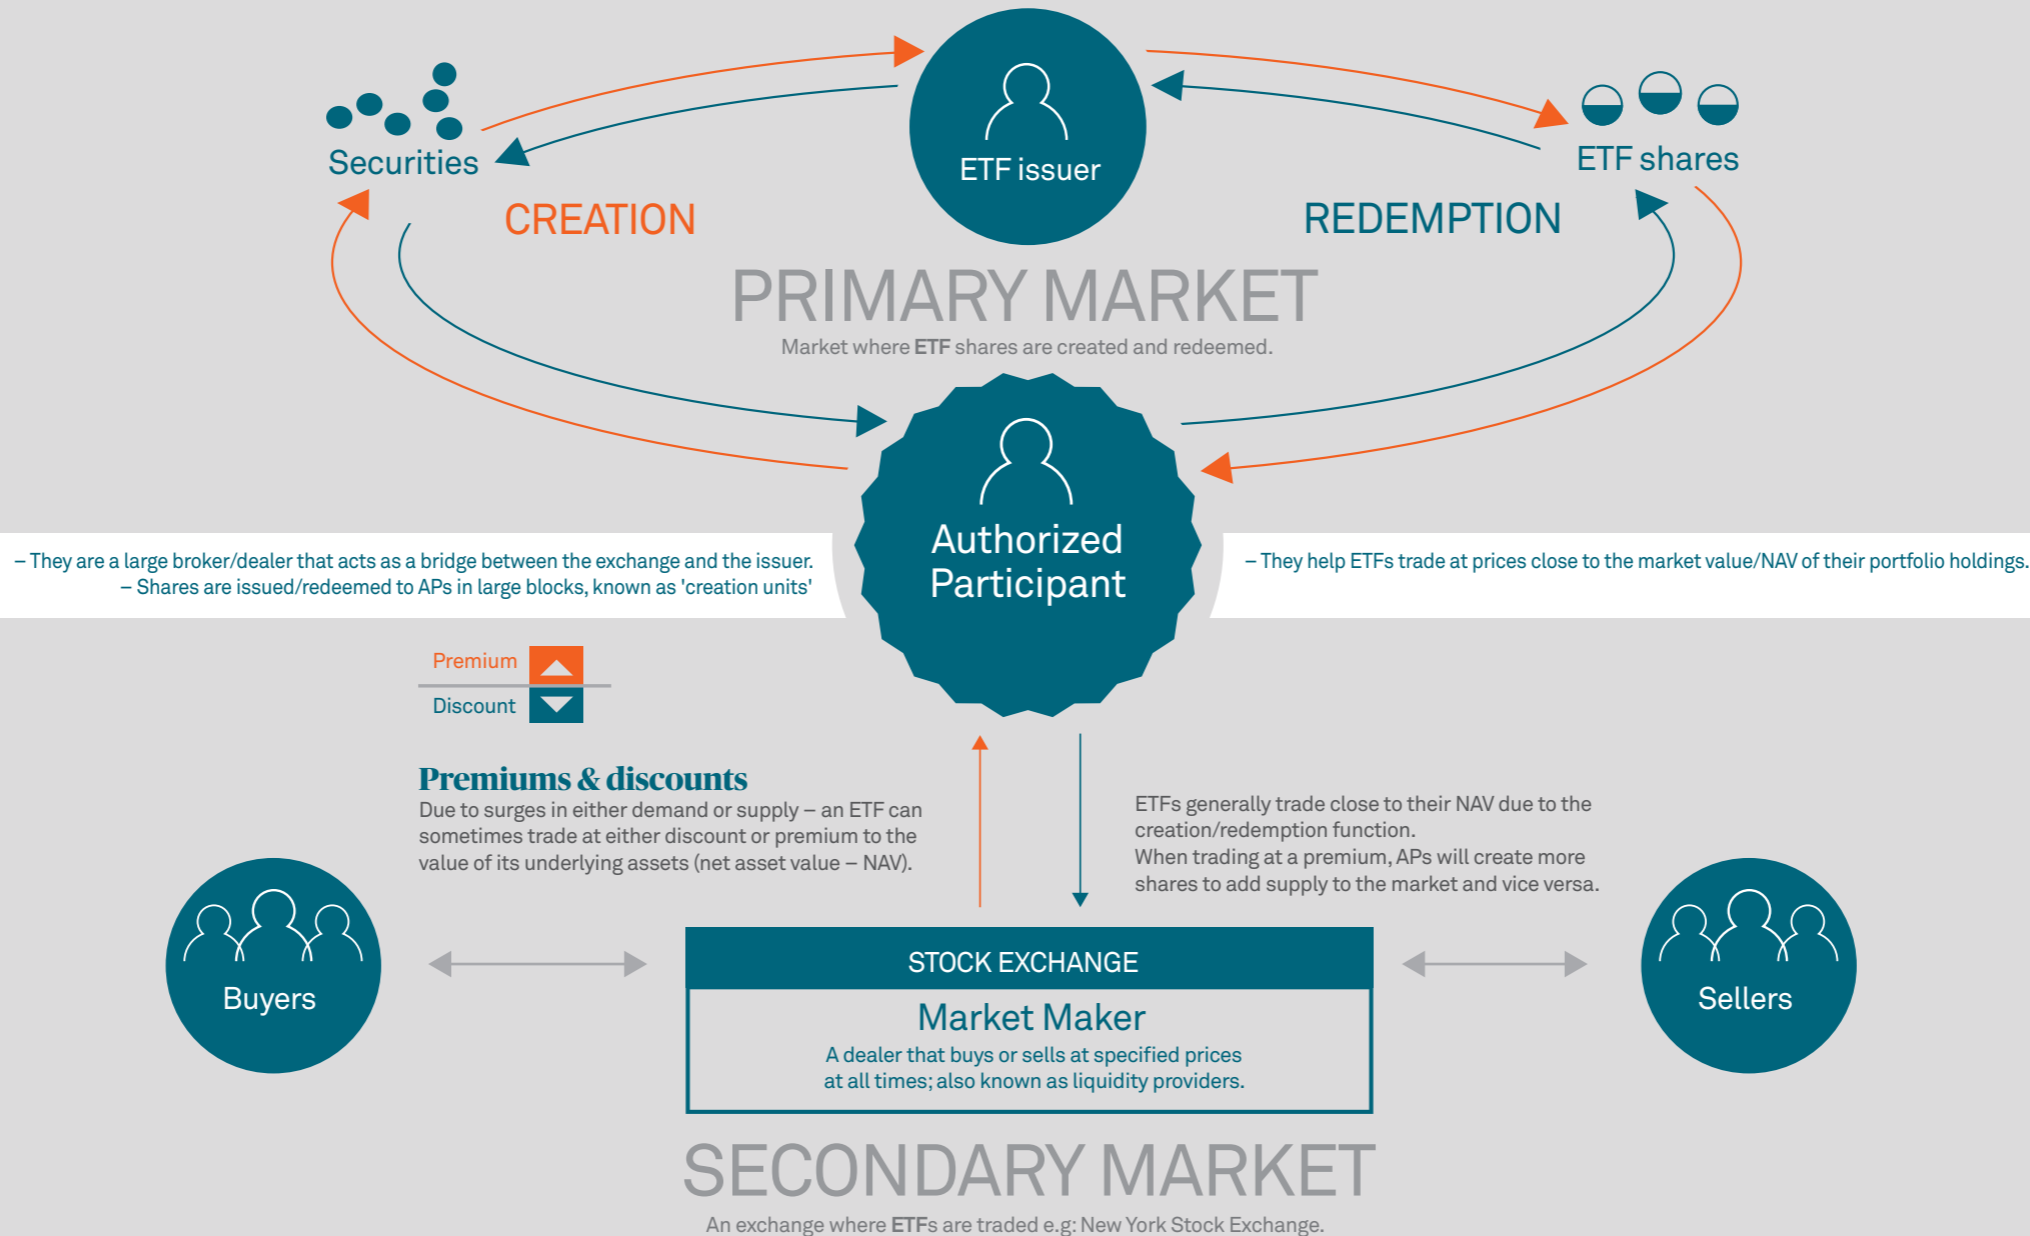 Securities
ETF issuer
ETF shares
CREATION
REDEMPTION
PRIMARY MARKET
Market where ETF shares are created and redeemed.
Authorized
Participant
– They are a large broker/dealer that acts as a bridge between the exchange and the issuer.
– Shares are issued/redeemed to APs in large blocks, known as 'creation units'
– They help ETFs trade at prices close to the market value/NAV of their portfolio holdings.
Premium
Discount
Premiums & discounts
Due to surges in either demand or supply – an ETF can
sometimes trade at either discount or premium to the
value of its underlying assets (net asset value – NAV).
ETFs generally trade close to their NAV due to the
creation/redemption function.
When trading at a premium, APs will create more
shares to add supply to the market and vice versa.
Buyers
STOCK EXCHANGE
Market Maker
A dealer that buys or sells at specified prices
at all times; also known as liquidity providers.
Sellers
SECONDARY MARKET
An exchange where ETFs are traded e.g: New York Stock Exchange.